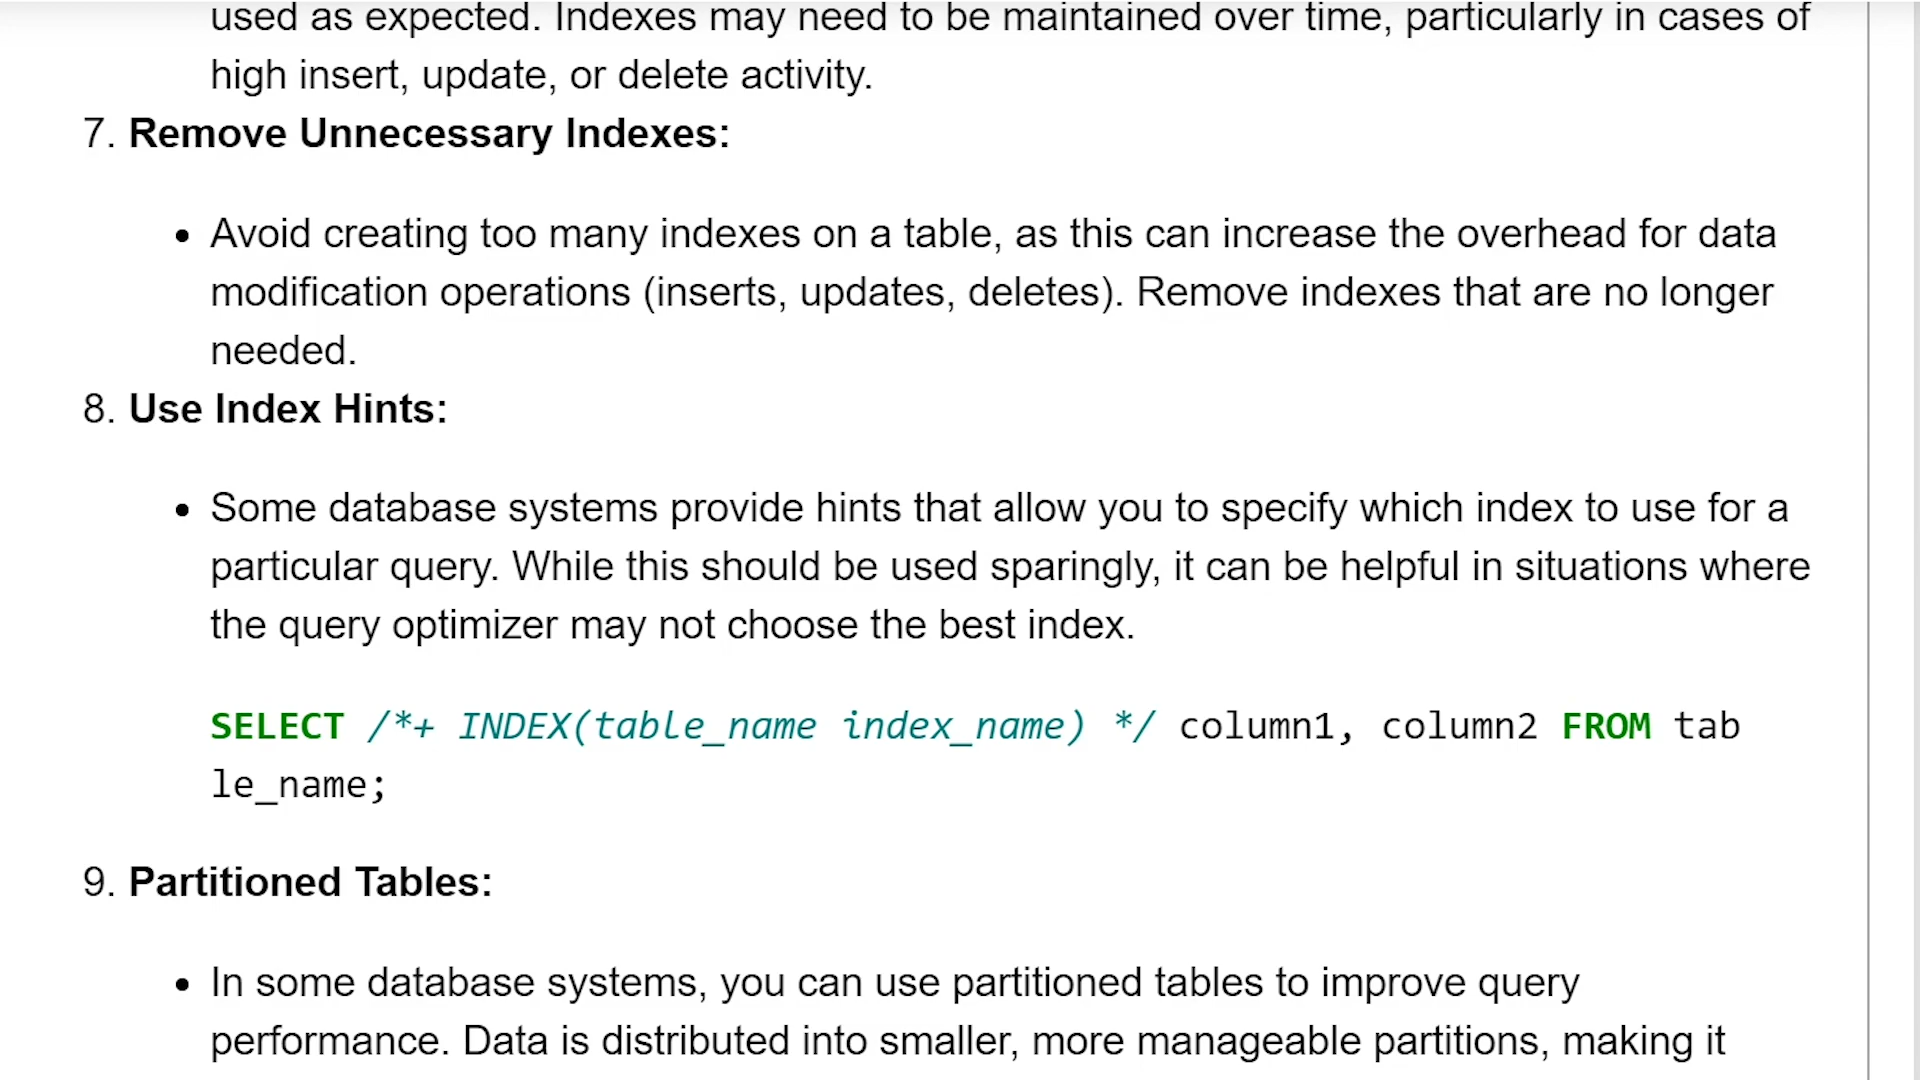 used as expected. Indexes may need to be maintained over time, particularly in cases of
high insert, update, or delete activity.
7. Remove Unnecessary Indexes:
• Avoid creating too many indexes on a table, as this can increase the overhead for data
modification operations (inserts, updates, deletes). Remove indexes that are no longer
needed.
8. Use Index Hints:
• Some database systems provide hints that allow you to specify which index to use for a
particular query. While this should be used sparingly, it can be helpful in situations where
the query optimizer may not choose the best index.
SELECT /*+ INDEX(table_name index_name) */ column1, column2 FROM tab
le_name;
9. Partitioned Tables:
• In some database systems, you can use partitioned tables to improve query
performance. Data is distributed into smaller, more manageable partitions, making it